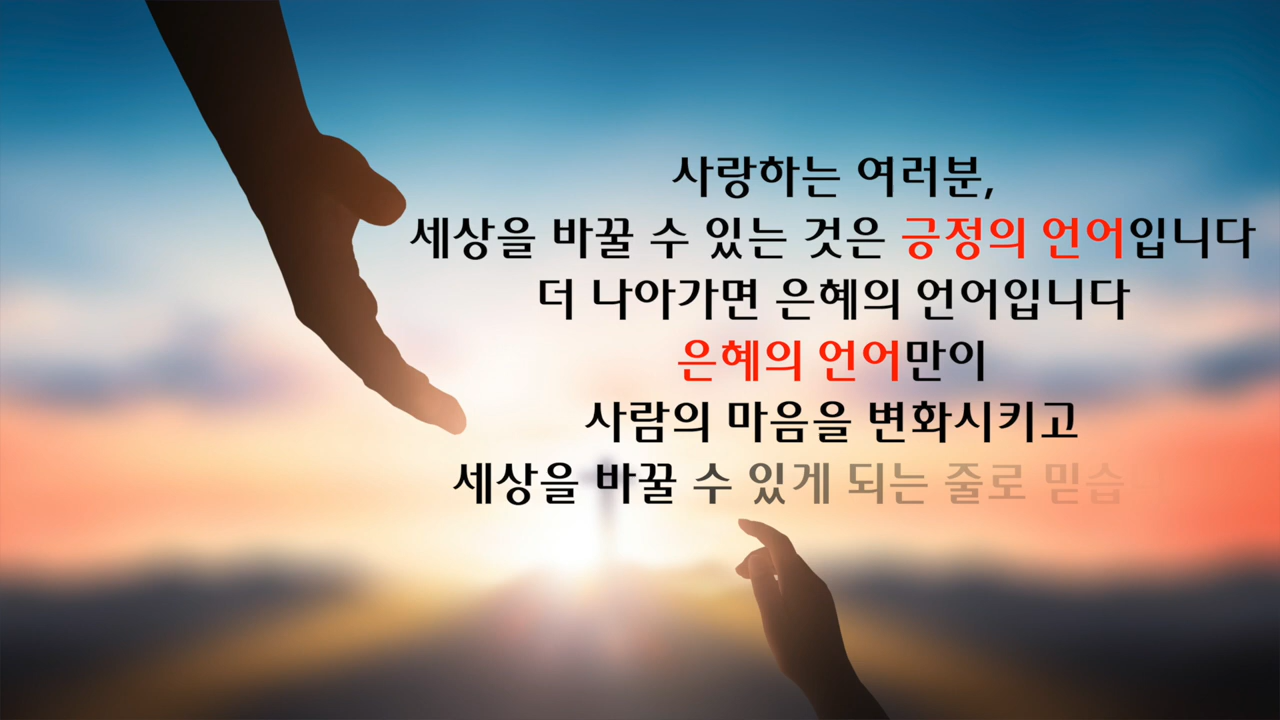 사랑하는 여러분,
세상을 바꿀 수 있는 것은 긍정의 언어입니다
더 나아가면 은혜의 언어입니다
은혜의 언어만이
사람의 마음을 변화시키고
세상을 바꿀 수 있게 되는 줄로 믿습